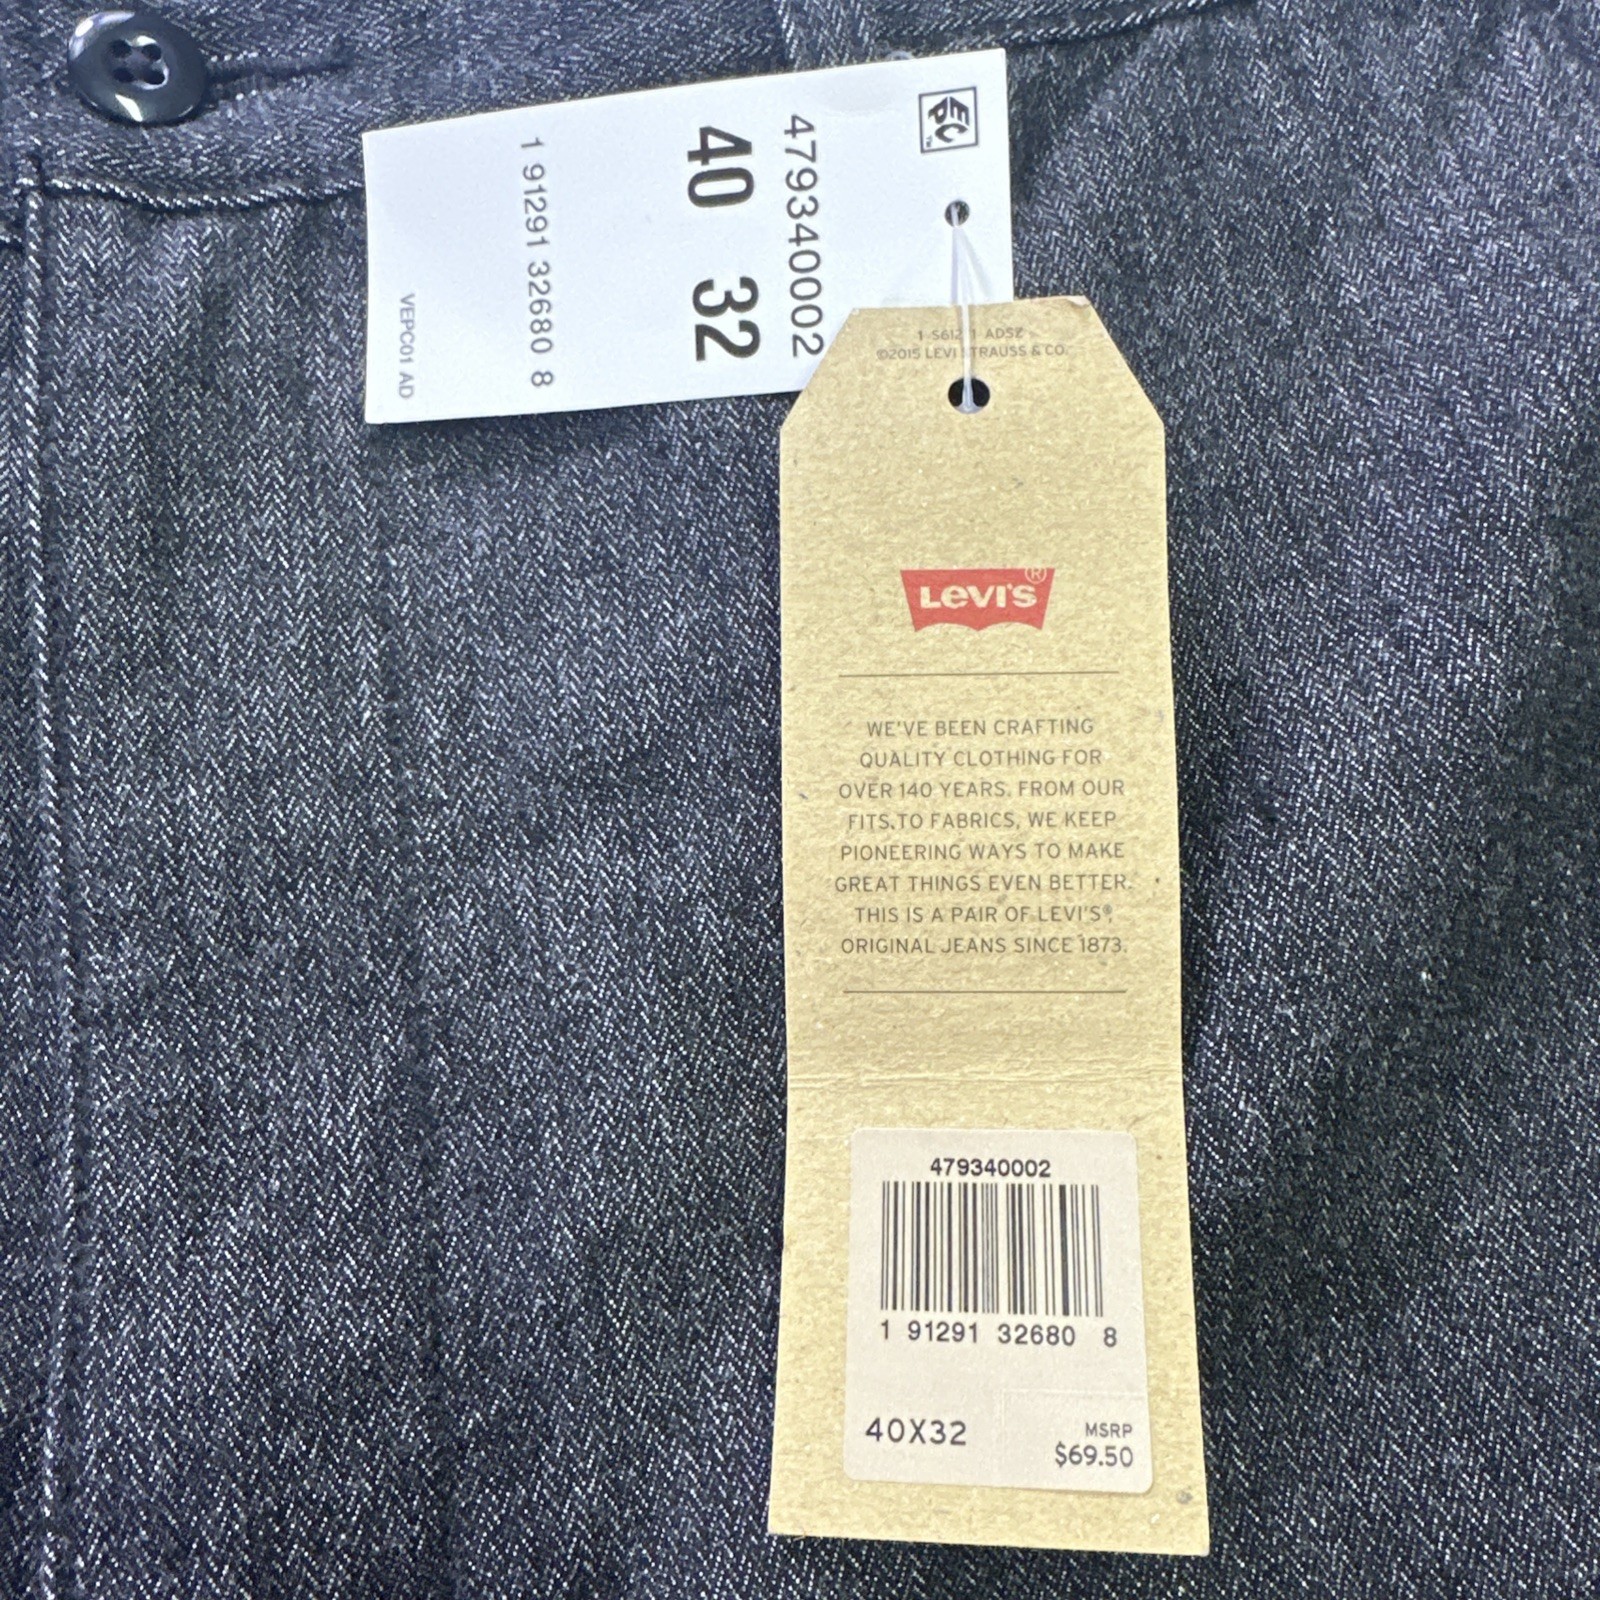 EPC
TM
479340002
40 32
1 91291 32680 8
VEPC01 AD
ADSZ
©2015 LEVI STRAUSS & CO.
Levi's®
WE'VE BEEN CRAFTING
QUALITY CLOTHING FOR
OVER 140 YEARS. FROM OUR
FITS TO FABRICS, WE KEEP
PIONEERING WAYS TO MAKE
GREAT THINGS EVEN BETTER.
THIS IS A PAIR OF LEVI'S®,
ORIGINAL JEANS SINCE 1873.
479340002
1 91291 32680 8
40X32
MSRP
$69.50